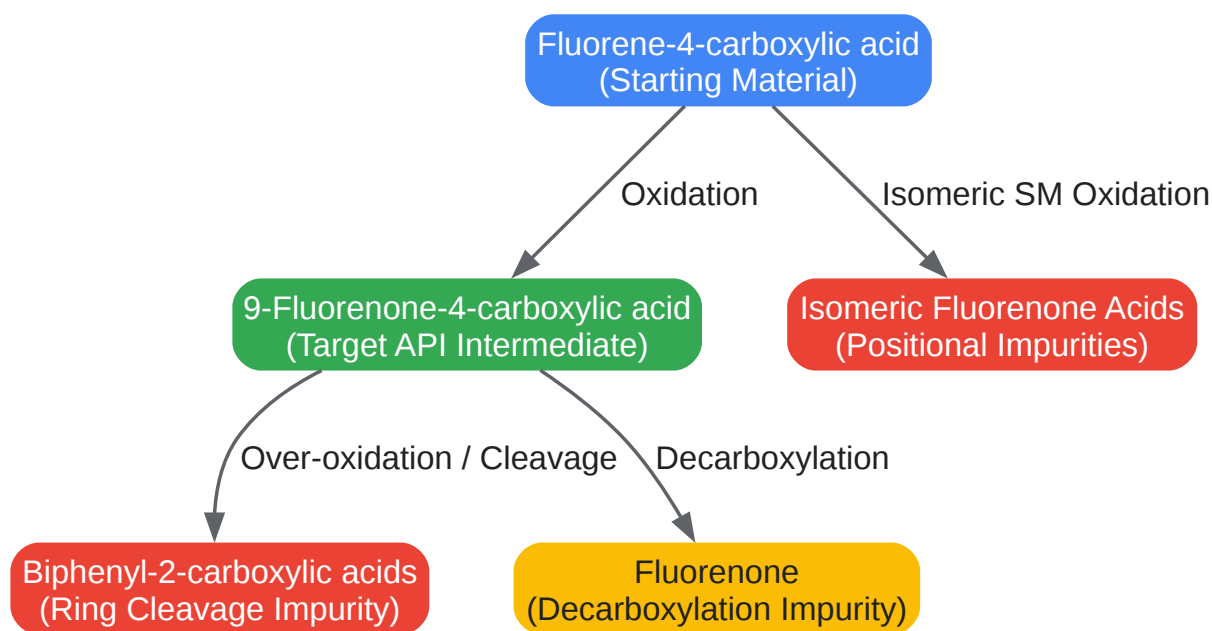 Fluorene-4-carboxylic acid
(Starting Material)
Oxidation
Isomeric SM Oxidation
9-Fluorenone-4-carboxylic acid
(Target API Intermediate)
Isomeric Fluorenone Acids
(Positional Impurities)
Over-oxidation / Cleavage
Decarboxylation
Biphenyl-2-carboxylic acids
(Ring Cleavage Impurity)
Fluorenone
(Decarboxylation Impurity)